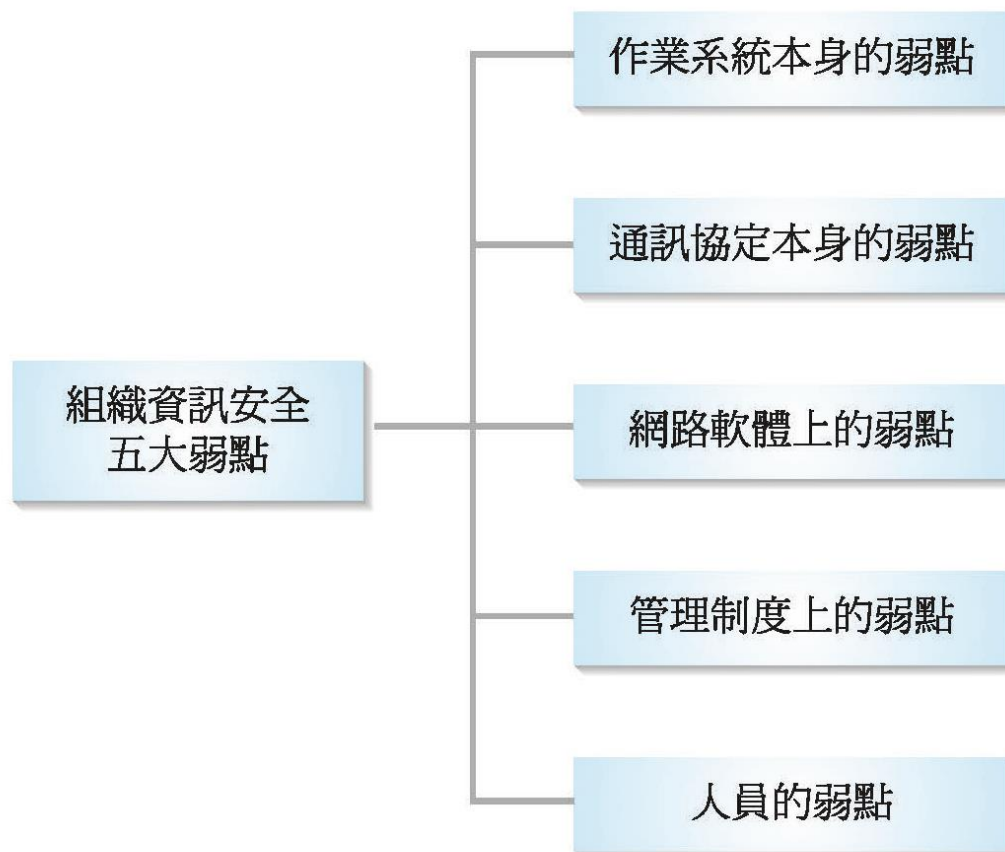 組織資訊安全
五大弱點
作業系統本身的弱點
通訊協定本身的弱點
網路軟體上的弱點
管理制度上的弱點
人員的弱點